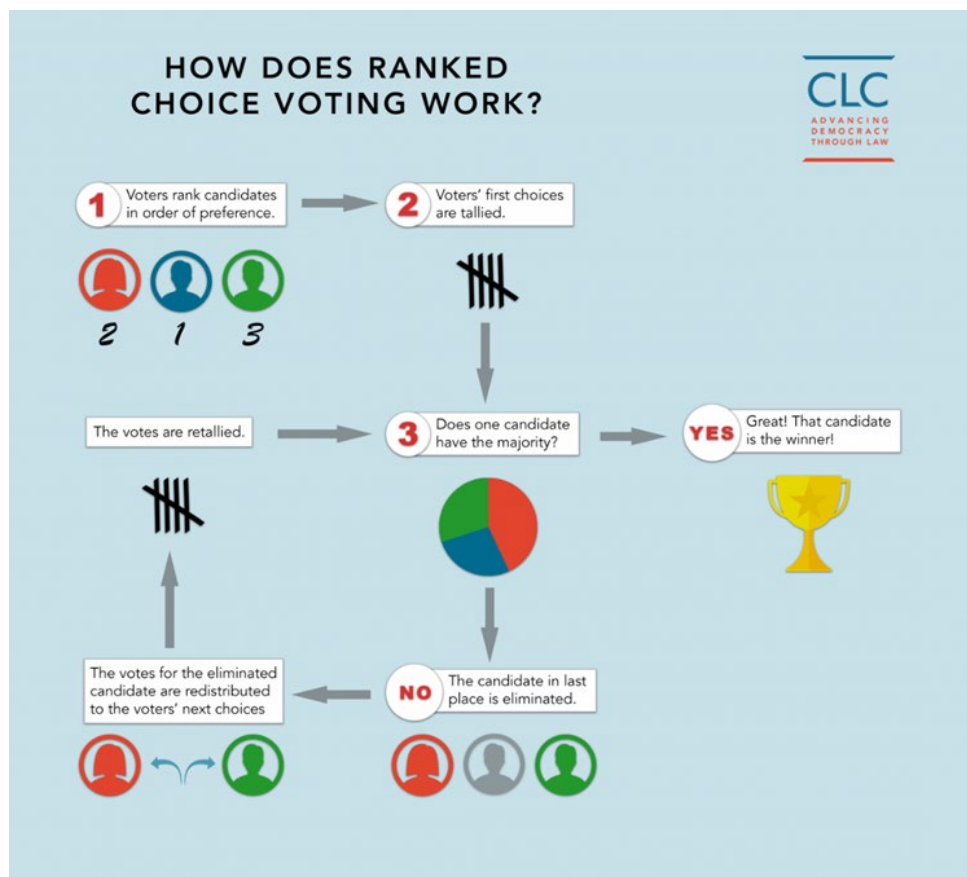 HOW DOES RANKED
CHOICE VOTING WORK?
CLC
ADVANCING
DEMOCRACY
THROUGH LAW
1
Voters rank candidates
in order of preference.
2
Voters' first choices
are tallied.
2 1 3
The votes are retallied.
3
Does one candidate
have the majority?
YES
Great! That candidate
is the winner!
The votes for the eliminated
candidate are redistributed
to the voters' next choices
NO
The candidate in last
place is eliminated.